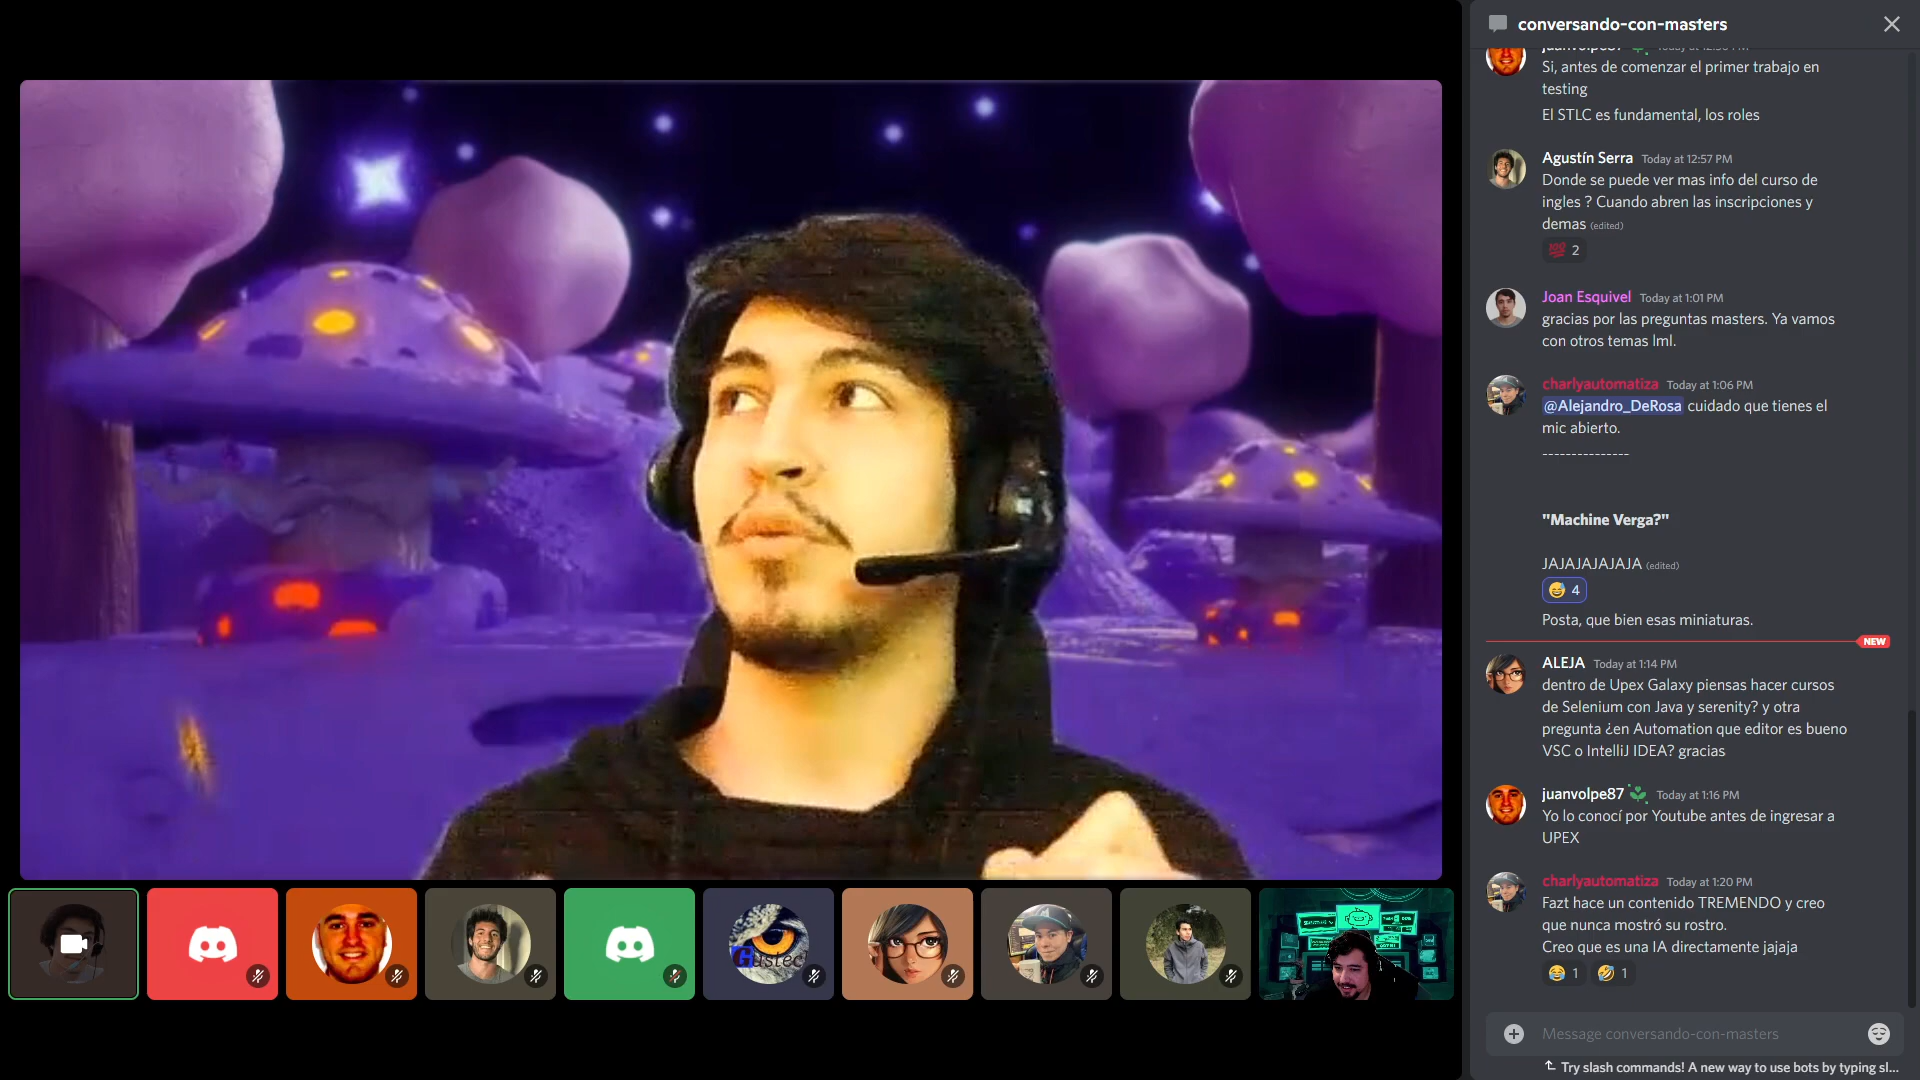 conversando-con-masters
Si, antes de comenzar el primer trabajo en
testing
El STLC es fundamental, los roles
Agustín Serra Today at 12:57 PM
Donde se puede ver mas info del curso de
ingles ? Cuando abren las inscripciones y
demas (edited)
2
Joan Esquivel Today at 1:01 PM
gracias por las preguntas masters. Ya vamos
con otros temas lml.
charlyautomatiza Today at 1:06 PM
@Alejandro_DeRosa cuidado que tienes el
mic abierto.
---------------
"Machine Verga?"
JAJAJAJAJAJA (edited)
4
Posta, que bien esas miniaturas.
NEW
ALEJA Today at 1:14 PM
dentro de Upex Galaxy piensas hacer cursos
de Selenium con Java y serenity? y otra
pregunta ¿en Automation que editor es bueno
VSC o IntelliJ IDEA? gracias
juanvolpe87 Today at 1:16 PM
Yo lo conocí por Youtube antes de ingresar a
UPEX
charlyautomatiza Today at 1:20 PM
Fazt hace un contenido TREMENDO y creo
que nunca mostró su rostro.
Creo que es una IA directamente jajaja
1 1
Message conversando-con-masters
Try slash commands! A new way to use bots by typing sl...